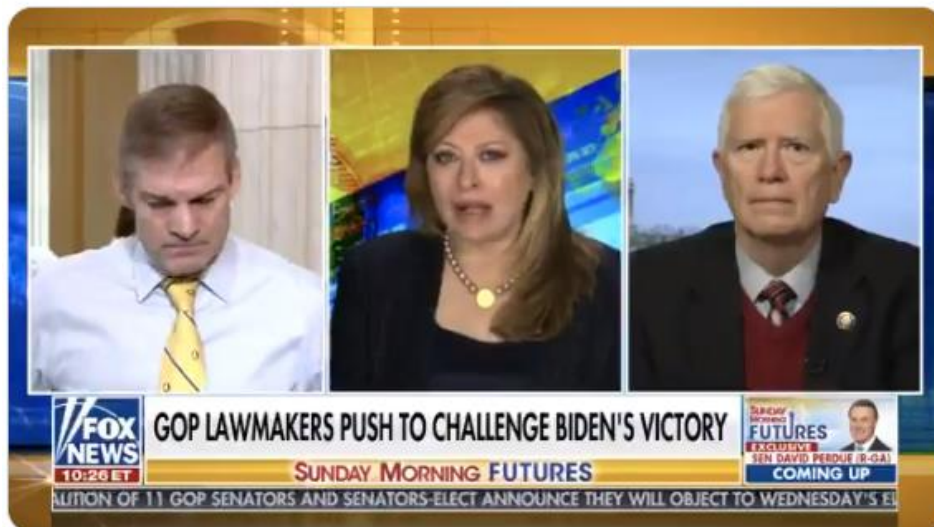 FOX
NEWS
10:26 ET
GOP LAWMAKERS PUSH TO CHALLENGE BIDEN'S VICTORY
SUNDAY MORNING FUTURES
SUNDAY
MORNING
FUTURES
EXCLUSIVE
SEN DAVID PERDUE (R-GA)
COMING UP
ALITION OF 11 GOP SENATORS AND SENATORS-ELECT ANNOUNCE THEY WILL OBJECT TO WEDNESDAY'S EL